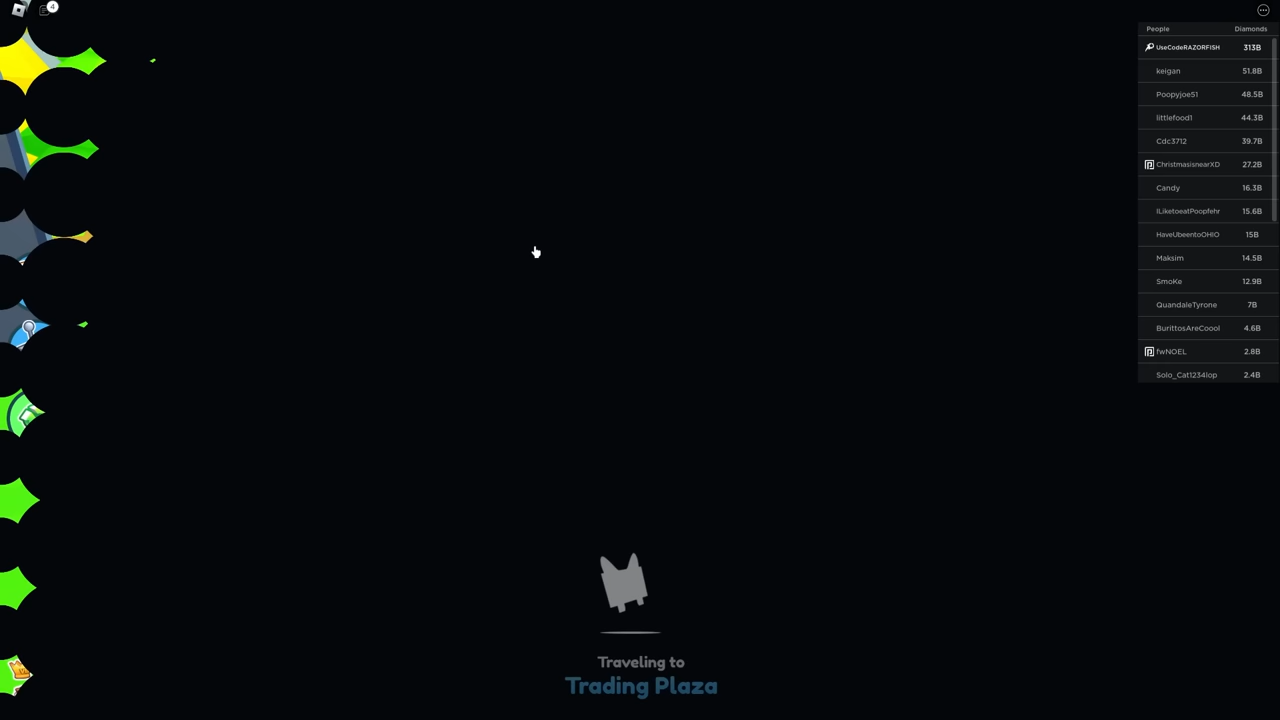 4
People Diamonds
UseCodeRAZORFISH 313B
keigan 51.8B
Poopyjoe51 48.5B
littlefood1 44.3B
Cdc3712 39.7B
ChristmasisnearXD 27.2B
Candy 16.3B
ILiketoeatPoopfehr 15.6B
HaveUbeentoOHIO 15B
Maksim 14.5B
SmoKe 12.9B
QuandaleTyrone 7B
BurittosAreCoool 4.6B
fwNOEL 2.8B
Solo_Cat1234lop 2.4B
Traveling to
Trading Plaza